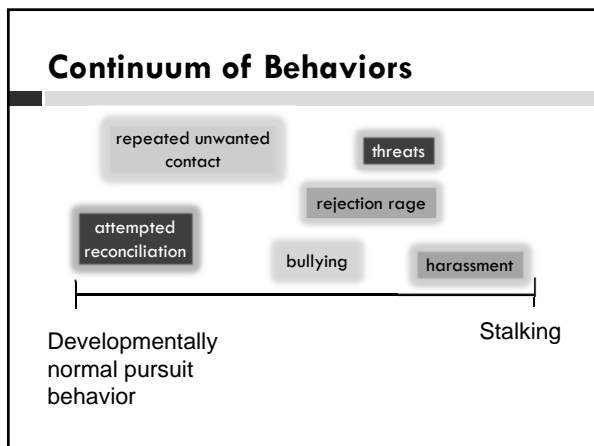 Continuum of Behaviors
repeated unwanted
contact
threats
rejection rage
attempted
reconciliation
bullying
harassment
Developmentally
normal pursuit
behavior
Stalking